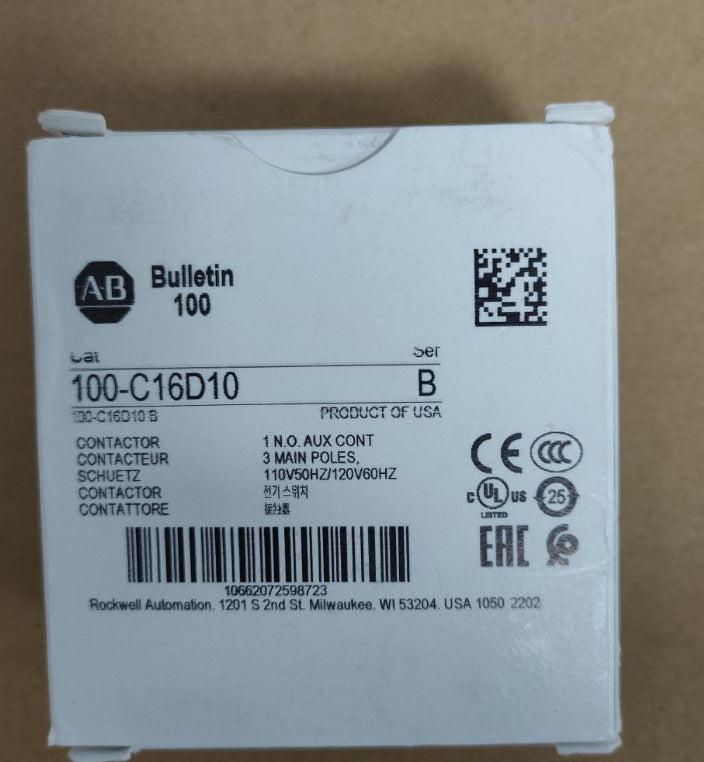 AB Bulletin
100
Cat Ser
100-C16D10 B
100-C16D10 B PRODUCT OF USA
CONTACTOR 1 N.O. AUX CONT
CONTACTEUR 3 MAIN POLES,
SCHUETZ 110V50HZ/120V60HZ
CONTACTOR 전기 스위치
CONTATTORE 接触器
CE CCC
C UL US 25
LISTED
EAC
10662072598723
Rockwell Automation. 1201 S 2nd St. Milwaukee. WI 53204. USA 1050 2202